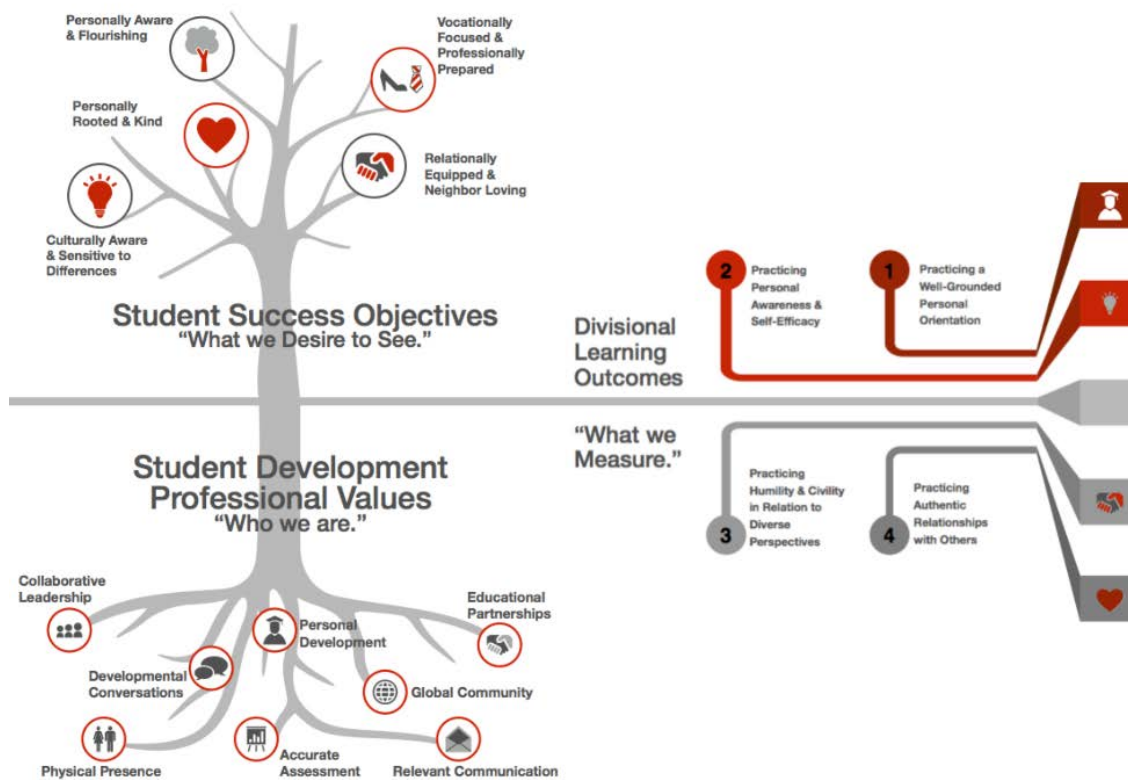 Personally Aware
& Flourishing
Vocationally
Focused &
Professionally
Prepared
Personally
Rooted & Kind
Relationally
Equipped &
Neighbor Loving
Culturally Aware
& Sensitive to
Differences
Student Success Objectives
“What we Desire to See.”
Student Development
Professional Values
“Who we are.”
Collaborative
Leadership
Personal
Development
Educational
Partnerships
Developmental
Conversations
Global Community
Physical Presence
Accurate
Assessment
Relevant Communication
Divisional
Learning
Outcomes
“What we
Measure.”
2
Practicing
Personal
Awareness &
Self-Efficacy
1
Practicing a
Well-Grounded
Personal
Orientation
3
Practicing
Humility & Civility
in Relation to
Diverse
Perspectives
4
Practicing
Authentic
Relationships
with Others